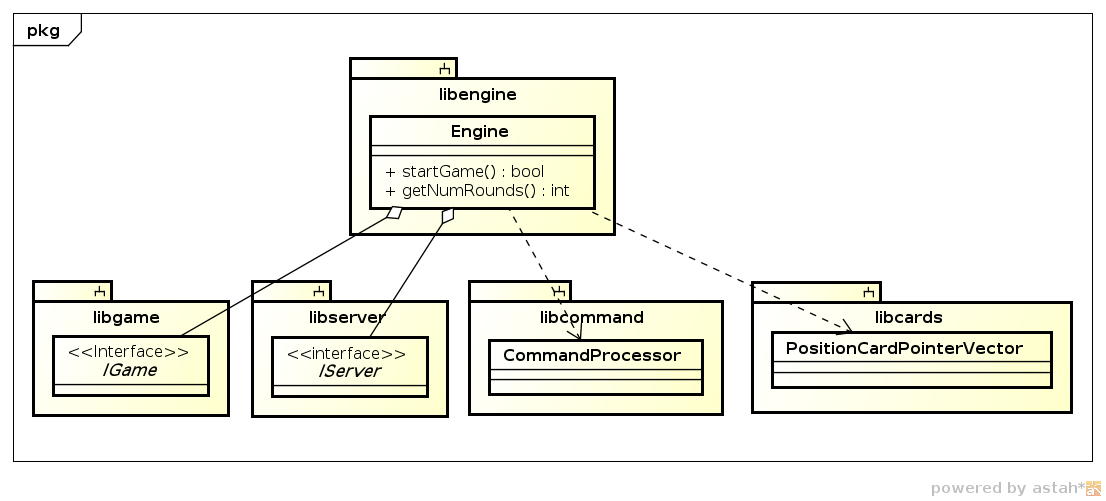 pkg
libengine
Engine
+ startGame() : bool
+ getNumRounds() : int
libgame
<<Interface>>
IGame
libserver
<<interface>>
IServer
libcommand
CommandProcessor
libcards
PositionCardPointerVector
powered by astah*